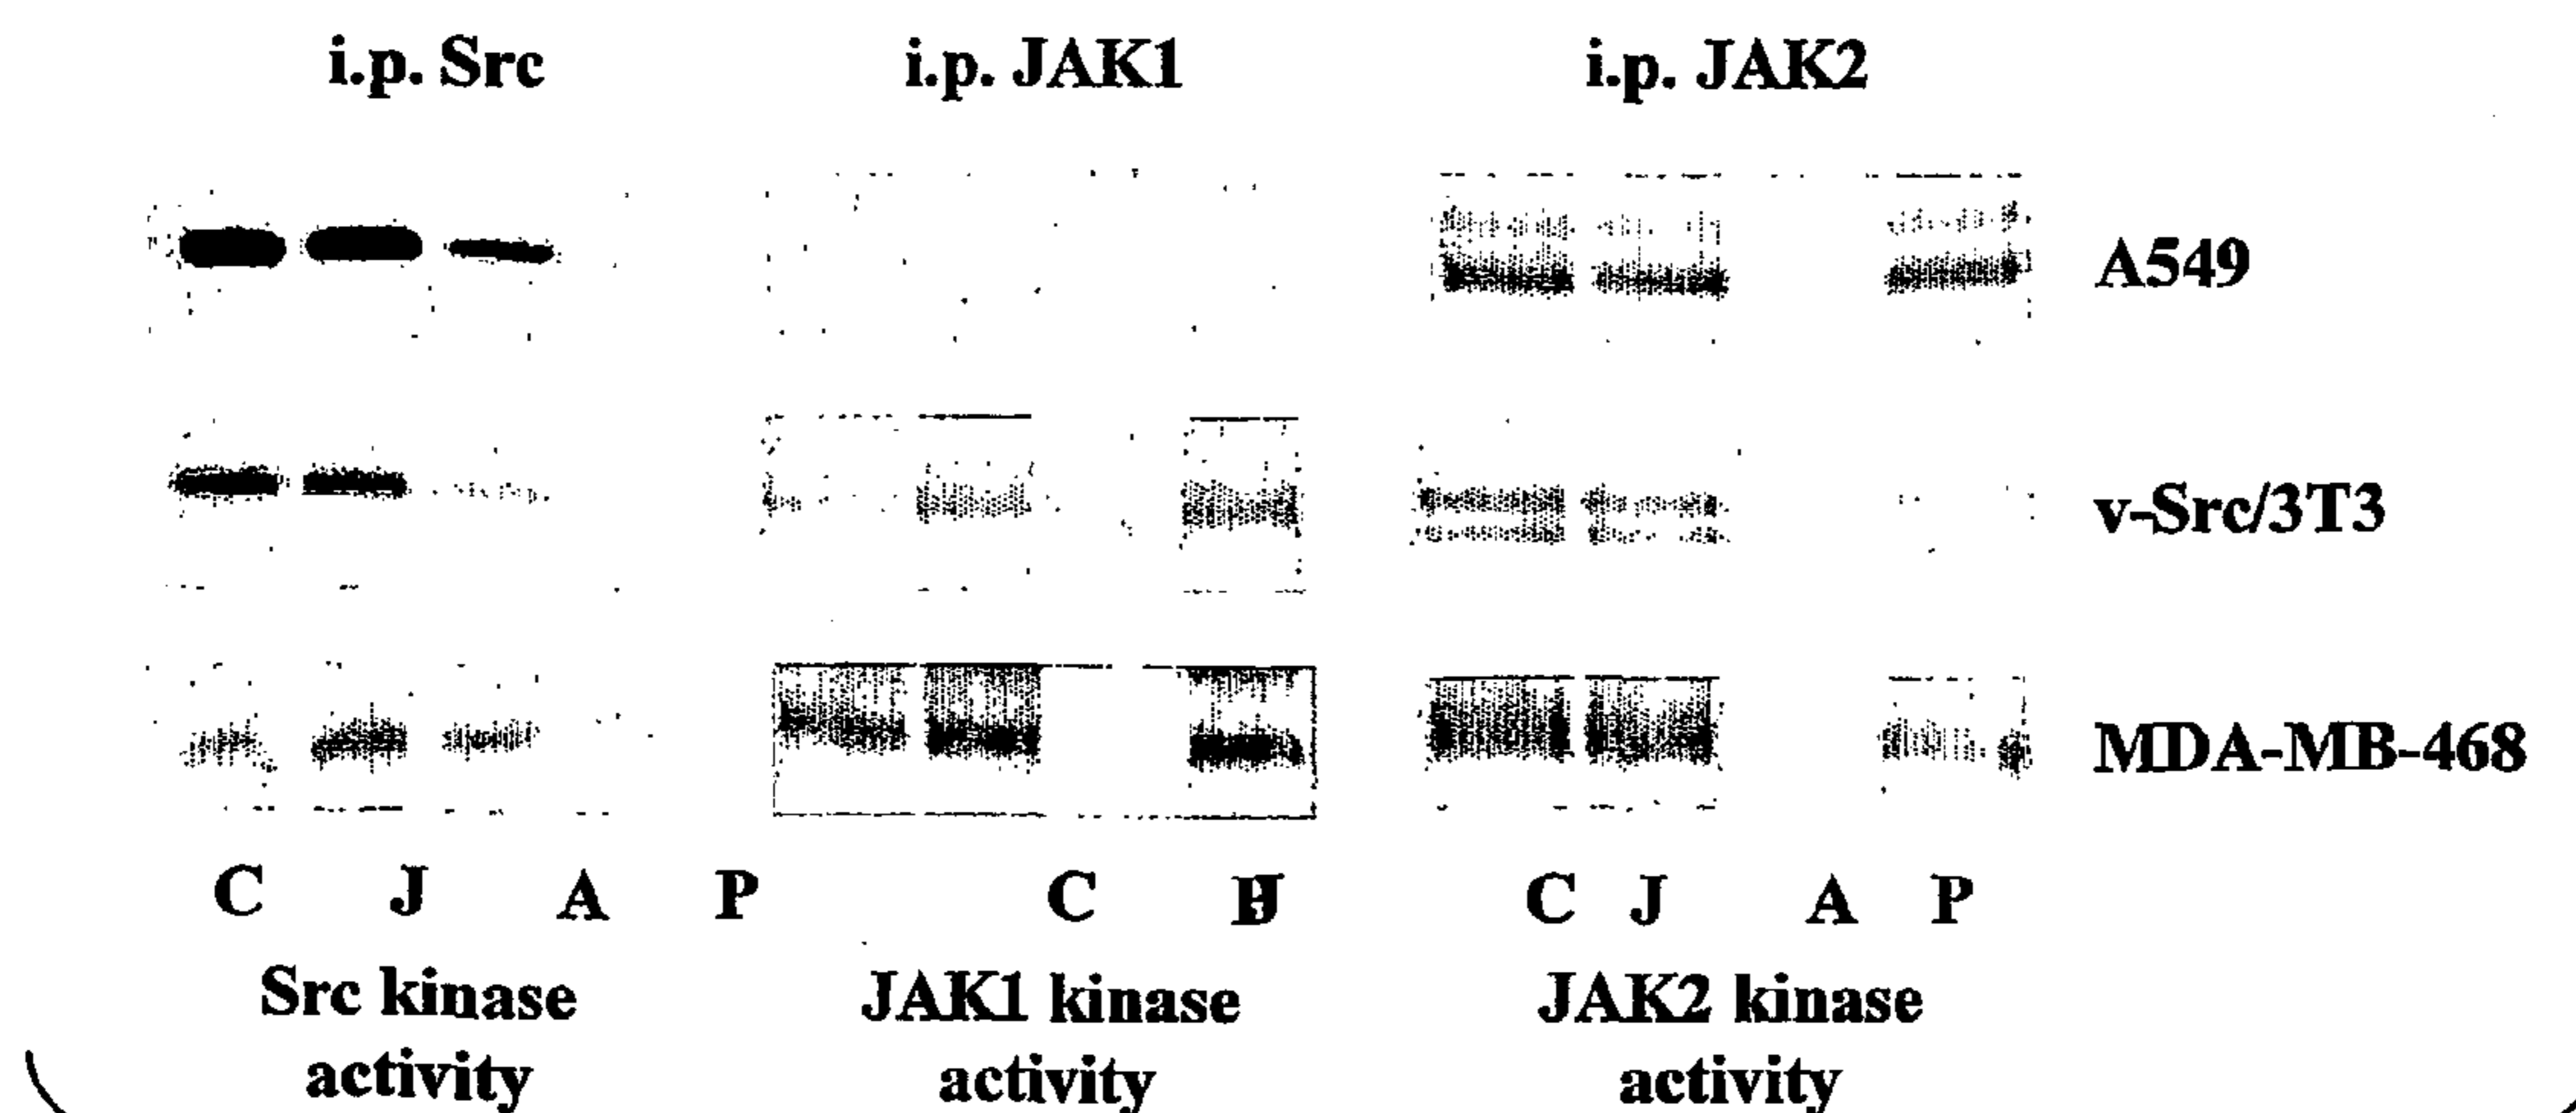 i.p. Src i.p. JAK1 i.p. JAK2
A549
v-Src/3T3
MDA-MB-468
C J A P C J C J A P
Src kinase JAK1 kinase JAK2 kinase
activity activity activity